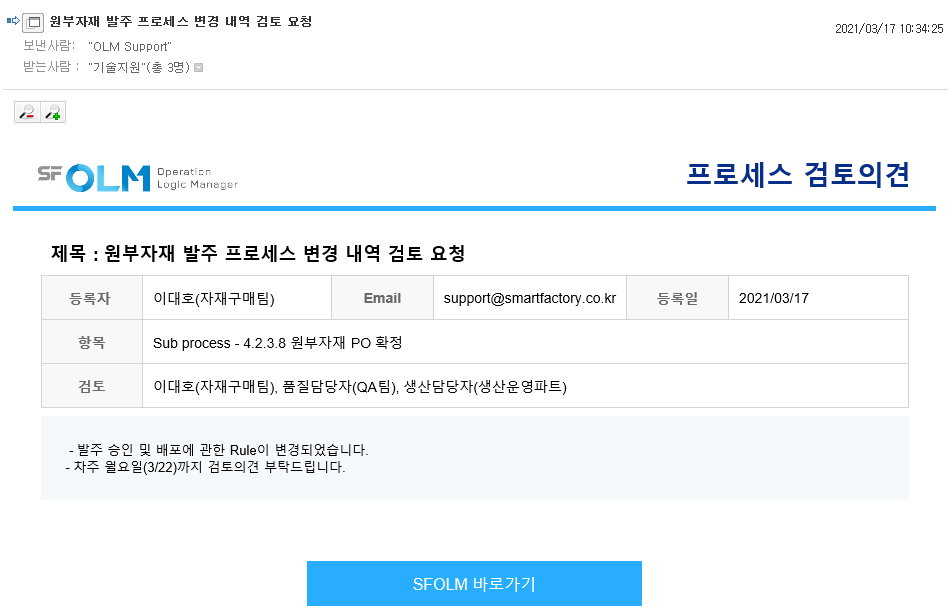 원부자재 발주 프로세스 변경 내역 검토 요청
2021/03/17 10:34:25
보낸사람: "OLM Support"
받는사람 : "기술지원"(총 3명)
SF OLM Operation Logic Manager
프로세스 검토의견
제목 : 원부자재 발주 프로세스 변경 내역 검토 요청
등록자 이대호(자재구매팀) Email support@smartfactory.co.kr 등록일 2021/03/17
항목 Sub process - 4.2.3.8 원부자재 PO 확정
검토 이대호(자재구매팀), 품질담당자(QA팀), 생산담당자(생산운영파트)
- 발주 승인 및 배포에 관한 Rule이 변경되었습니다.
- 차주 월요일(3/22)까지 검토의견 부탁드립니다.
SFOLM 바로가기